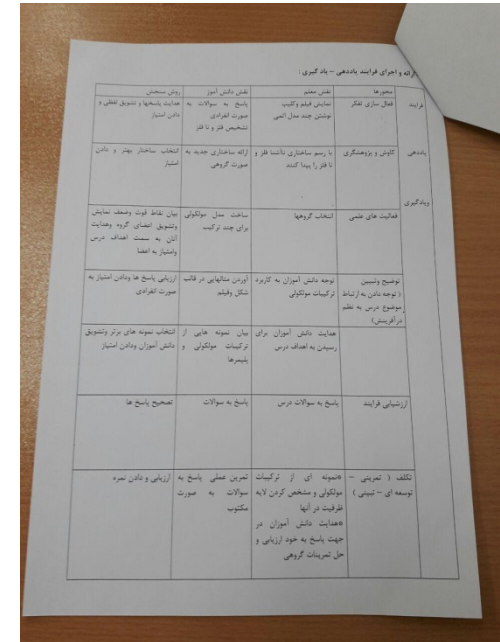 ارائه و اجرای فرایند یاددهی – یادگیری:
محورها
نقش معلم
نقش دانش آموز
روش سنجش
فرایند
یاددهی
ویادگیری
فعال سازی تفکر
نمایش فیلم وکلیپ
نوشتن چند مدل اتمی
پاسخ به سوالات به
صورت انفرادی
تشخیص فلز و نا فلز
هدایت پاسخها و تشویق لفظی و
دادن امتیاز
کاوش و پژوهشگری
با رسم ساختاری ناآشنا فلز و
نا فلز را پیدا کنند
ارائه ساختاری جدید به
صورت گروهی
انتخاب ساختار بهتر و دادن
امتیاز
فعالیت های علمی
انتخاب گروهها
ساخت مدل مولکولی
برای چند ترکیب
بیان نقاط قوت وضعف نمایش
وتشویق اعضای گروه وهدایت
آنان به سمت اهداف درس
وامتیاز به اعضا
توضیح وتبیین
( توجه دادن به ارتباط
موضوع درس به نظم
درآفرینش)
توجه دانش آموزان به کاربرد
ترکیبات مولکولی
آوردن مثالهایی در قالب
شکل وفیلم
ارزیابی پاسخ ها ودادن امتیاز به
صورت انفرادی
هدایت دانش آموزان برای
رسیدن به اهداف درس
بیان نمونه هایی از
ترکیبات مولکولی و
پلیمرها
انتخاب نمونه های برتر وتشویق
دانش آموزان ودادن امتیاز
ارزشیابی فرایند
پاسخ به سوالات درس
پاسخ به سوالات
تصحیح پاسخ ها
تکلف ( تمرینی –
توسعه ای – تبیینی )
*نمونه ای از ترکیبات
مولکولی و مشخص کردن لایه
ظرفیت در آنها
*هدایت دانش آموزان در
جهت پاسخ به خود ارزیابی و
حل تمرینات گروهی
تمرین عملی پاسخ به
سوالات به صورت
مکتوب
ارزیابی و دادن نمره